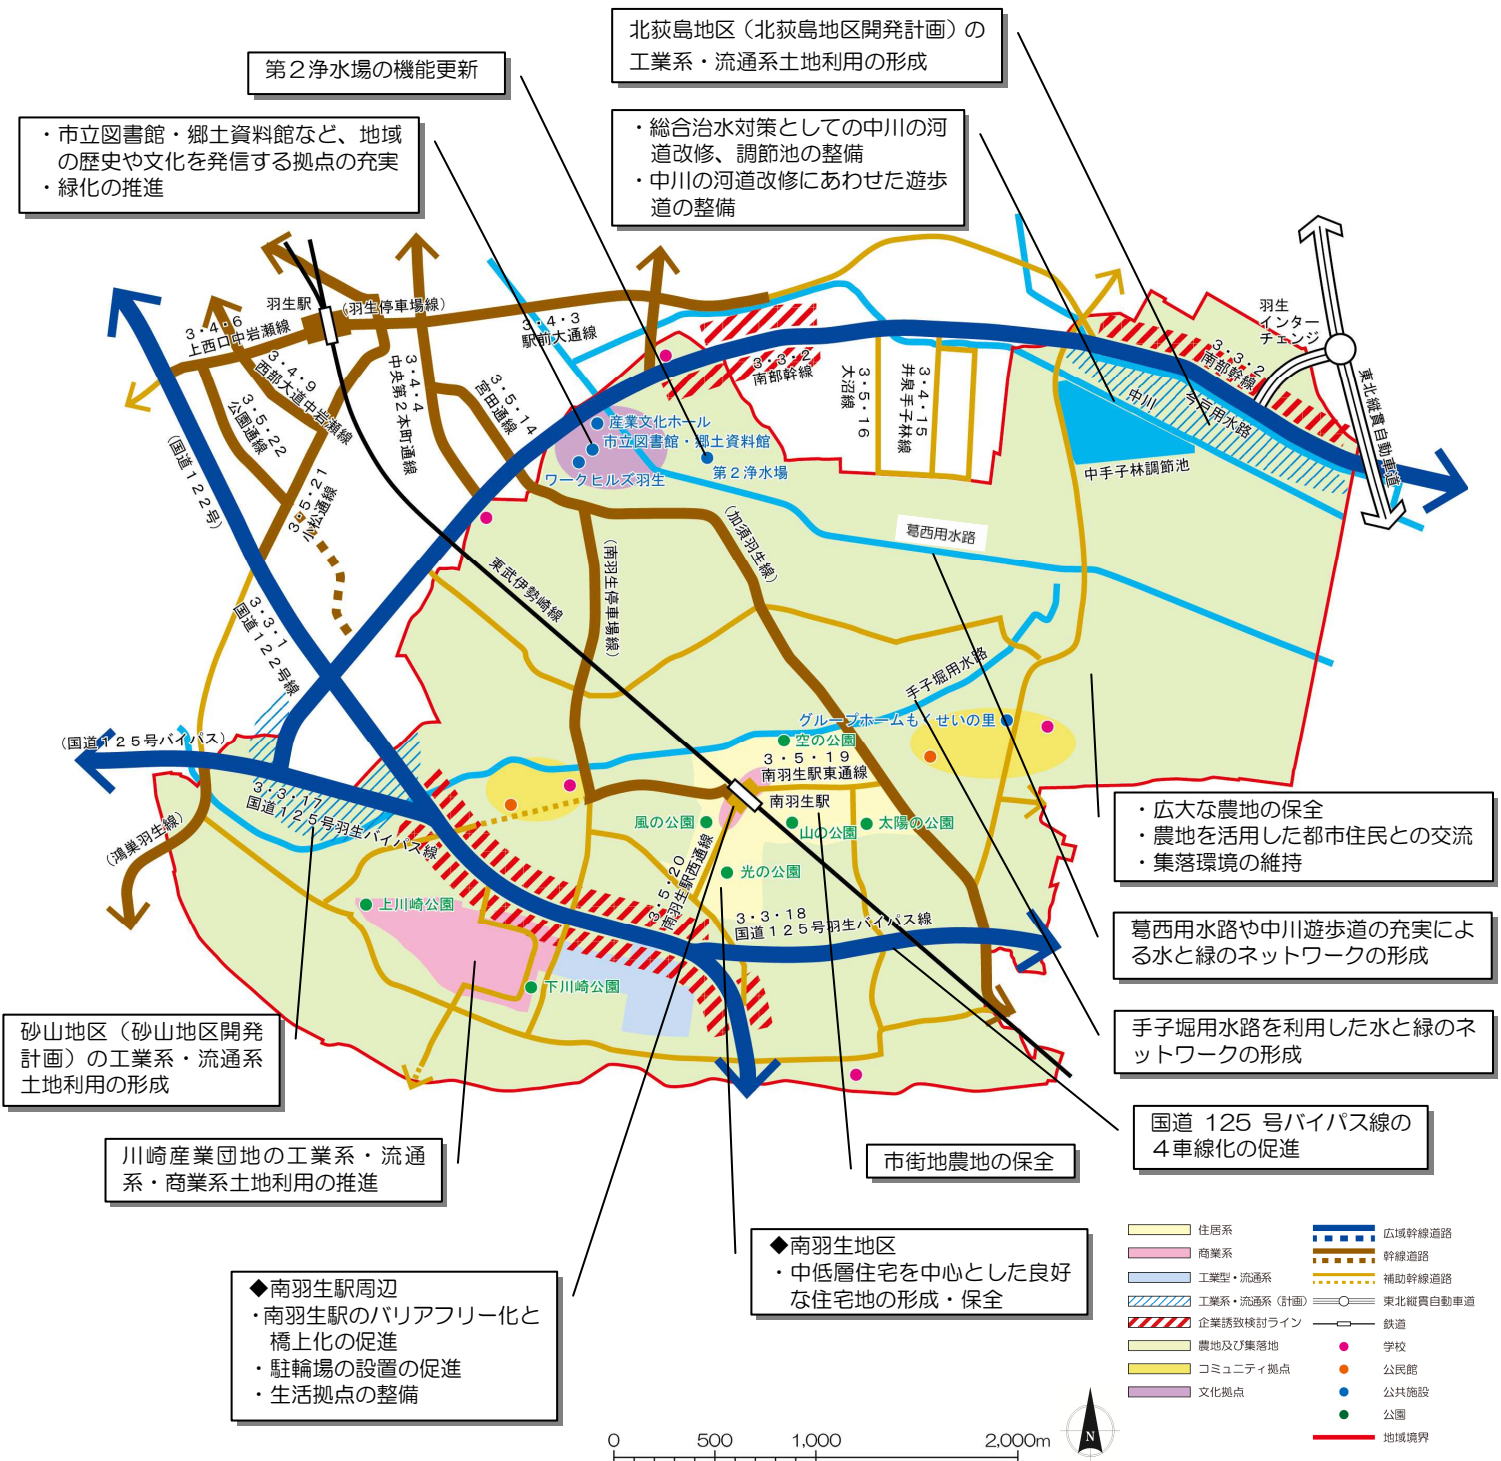 北荻島地区（北荻島地区開発計画）の
工業系・流通系土地利用の形成
第２浄水場の機能更新
・市立図書館・郷土資料館など、地域
の歴史や文化を発信する拠点の充実
・緑化の推進
・総合治水対策としての中川の河
道改修、調節池の整備
・中川の河道改修にあわせた遊歩
道の整備
羽生駅
（羽生停車場線）
３・４・６
上西口中岩瀬線
３・４・３
駅前大通線
３・４・９
西部大道中岩瀬線
３・５・２２
公園通線
３・４・４
中央第２本町通線
３・５・１４
宮田通線
３・５・２１
小松通線
（国道１２２号）
３・３・１
国道１２２号線
３・３・２
南部幹線
３・５・１６
大沼線
３・４・１５
井泉手子林線
３・３・２
南部幹線
羽生
インター
チェンジ
東北縦貫自動車道
中川
今戸用水路
中手子林調節池
産業文化ホール
市立図書館・郷土資料館
ワークヒルズ羽生
第２浄水場
（加須羽生線）
葛西用水路
東武伊勢崎線
（南羽生停車場線）
手子堀用水路
グループホームもくせいの里
空の公園
３・５・１９
南羽生駅東通線
南羽生駅
風の公園
山の公園
太陽の公園
光の公園
３・５・２０
南羽生駅西通線
３・３・１８
国道１２５号羽生バイパス線
（国道１２５号バイパス）
３・３・１７
国道１２５号羽生バイパス線
（鴻巣羽生線）
上川崎公園
下川崎公園
・広大な農地の保全
・農地を活用した都市住民との交流
・集落環境の維持
葛西用水路や中川遊歩道の充実によ
る水と緑のネットワークの形成
手子堀用水路を利用した水と緑のネ
ットワークの形成
国道 125 号バイパス線の
４車線化の促進
市街地農地の保全
砂山地区（砂山地区開発
計画）の工業系・流通系
土地利用の形成
川崎産業団地の工業系・流通
系・商業系土地利用の推進
◆南羽生地区
・中低層住宅を中心とした良好
な住宅地の形成・保全
◆南羽生駅周辺
・南羽生駅のバリアフリー化と
橋上化の促進
・駐輪場の設置の促進
・生活拠点の整備
住居系
商業系
工業型・流通系
工業系・流通系（計画）
企業誘致検討ライン
農地及び集落地
コミュニティ拠点
文化拠点
広域幹線道路
幹線道路
補助幹線道路
東北縦貫自動車道
鉄道
学校
公民館
公共施設
公園
地域境界
0 500 1,000 2,000m
N